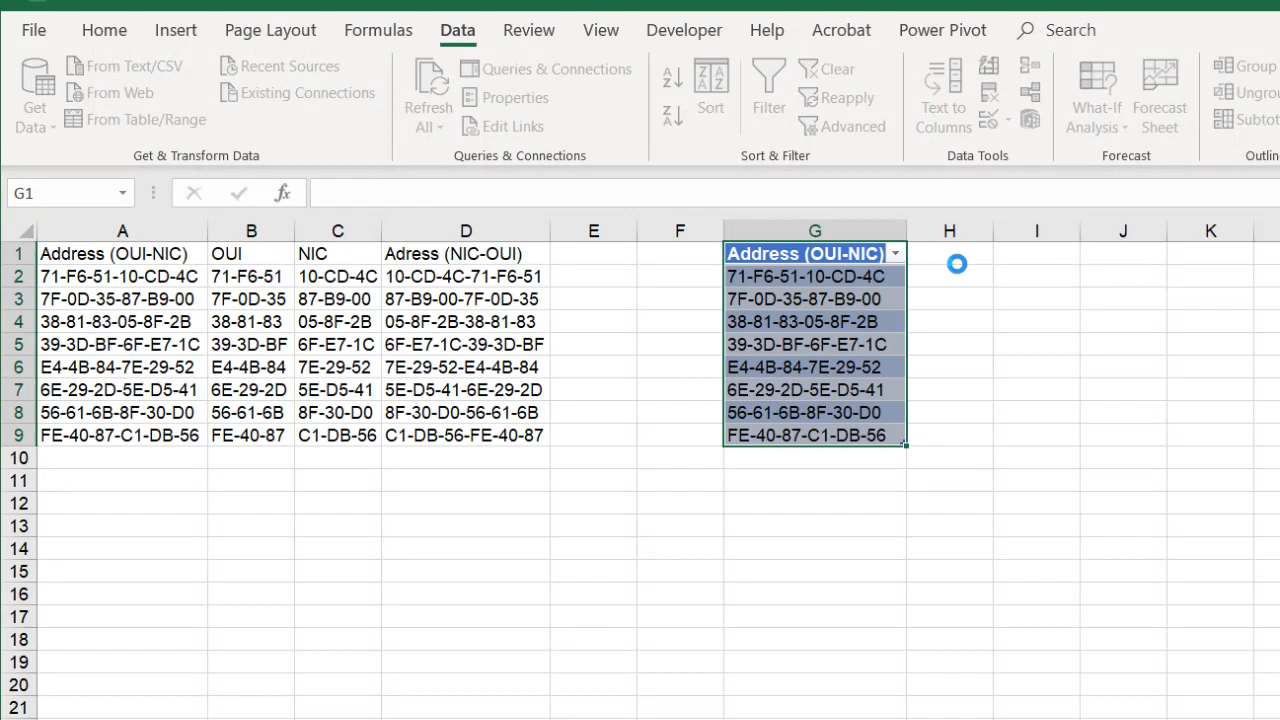 File Home Insert Page Layout Formulas Data Review View Developer Help Acrobat Power Pivot Search
Get Data
From Text/CSV
From Web
From Table/Range
Recent Sources
Existing Connections
Get & Transform Data
Refresh All
Queries & Connections
Properties
Edit Links
Queries & Connections
A Z
Z A
Z A A Z
Sort
Filter
Clear
Reapply
Advanced
Sort & Filter
Text to Columns
Data Tools
What-If Analysis
Forecast Sheet
Forecast
Group
Ungrou
Subtot
Outlin
G1 fx
A B C D E F G H I J K
1 Address (OUI-NIC) OUI NIC Adress (NIC-OUI) Address (OUI-NIC)
2 71-F6-51-10-CD-4C 71-F6-51 10-CD-4C 10-CD-4C-71-F6-51 71-F6-51-10-CD-4C
3 7F-0D-35-87-B9-00 7F-0D-35 87-B9-00 87-B9-00-7F-0D-35 7F-0D-35-87-B9-00
4 38-81-83-05-8F-2B 38-81-83 05-8F-2B 05-8F-2B-38-81-83 38-81-83-05-8F-2B
5 39-3D-BF-6F-E7-1C 39-3D-BF 6F-E7-1C 6F-E7-1C-39-3D-BF 39-3D-BF-6F-E7-1C
6 E4-4B-84-7E-29-52 E4-4B-84 7E-29-52 7E-29-52-E4-4B-84 E4-4B-84-7E-29-52
7 6E-29-2D-5E-D5-41 6E-29-2D 5E-D5-41 5E-D5-41-6E-29-2D 6E-29-2D-5E-D5-41
8 56-61-6B-8F-30-D0 56-61-6B 8F-30-D0 8F-30-D0-56-61-6B 56-61-6B-8F-30-D0
9 FE-40-87-C1-DB-56 FE-40-87 C1-DB-56 C1-DB-56-FE-40-87 FE-40-87-C1-DB-56
10
11
12
13
14
15
16
17
18
19
20
21